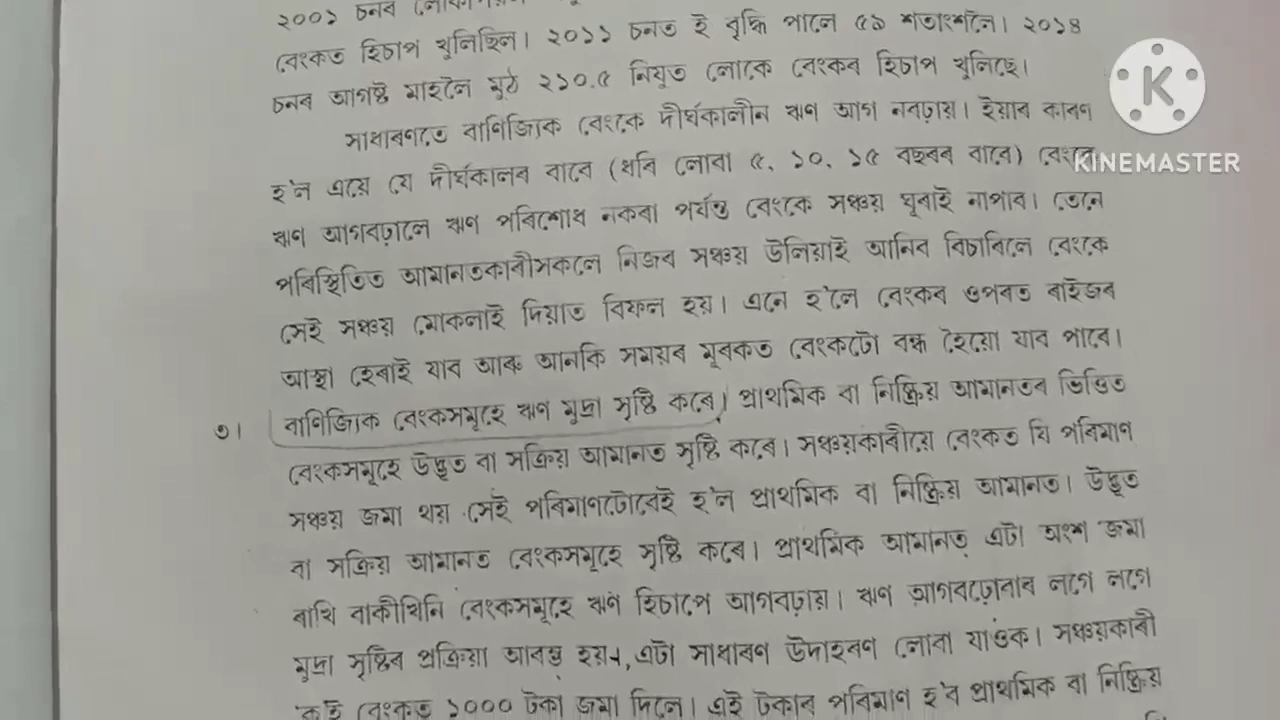 ২০০১ চনৰ
বেংকত হিচাপ খুলিছিল। ২০১১ চনত ই বৃদ্ধি পালে ৫৯ শতাংশলৈ। ২০১৪
চনৰ আগষ্ট মাহলৈ মুঠ ২১০.৫ নিযুত লোকে বেংকৰ হিচাপ খুলিছে।
সাধাৰণতে বাণিজ্যিক বেংকে দীৰ্ঘকালীন ঋণ আগ নবঢ়ায়। ইয়াৰ কাৰণ
হ'ল এয়ে যে দীৰ্ঘকালৰ বাবে (ধৰি লোৱা ৫, ১০, ১৫ বছৰৰ বাবে) বেংকে
ঋণ আগবঢ়ালে ঋণ পৰিশোধ নকৰা পৰ্যন্ত বেংকে সঞ্চয় ঘূৰাই নাপাব। তেনে
পৰিস্থিতিত আমানতকাৰীসকলে নিজৰ সঞ্চয় উলিয়াই আনিব বিচাৰিলে বেংকে
সেই সঞ্চয় মোকলাই দিয়াত বিফল হয়। এনে হ'লে বেংকৰ ওপৰত ৰাইজৰ
আস্থা হেৰাই যাব আৰু আনকি সময়ৰ মূৰকত বেংকটো বন্ধ হৈয়ো যাব পাৰে।
৩। বাণিজ্যিক বেংকসমূহে ঋণ মুদ্ৰা সৃষ্টি কৰে। প্ৰাথমিক বা নিষ্ক্ৰিয় আমানতৰ ভিত্তিত
বেংকসমূহে উদ্ভূত বা সক্ৰিয় আমানত সৃষ্টি কৰে। সঞ্চয়কাৰীয়ে বেংকত যি পৰিমাণ
সঞ্চয় জমা থয় সেই পৰিমাণটোৱেই হ'ল প্ৰাথমিক বা নিষ্ক্ৰিয় আমানত। উদ্ভূত
বা সক্ৰিয় আমানত বেংকসমূহে সৃষ্টি কৰে। প্ৰাথমিক আমানত এটা অংশ জমা
ৰাখি বাকীখিনি বেংকসমূহে ঋণ হিচাপে আগবঢ়ায়। ঋণ আগবঢ়োৱাৰ লগে লগে
মুদ্ৰা সৃষ্টিৰ প্ৰক্ৰিয়া আৰম্ভ হয়। এটা সাধাৰণ উদাহৰণ লোৱা যাওক। সঞ্চয়কাৰী
বেংকত ১০০০ টকা জমা দিলে। এই টকাৰ পৰিমাণ হ'ব প্ৰাথমিক বা নিষ্ক্ৰিয়
KINEMASTER